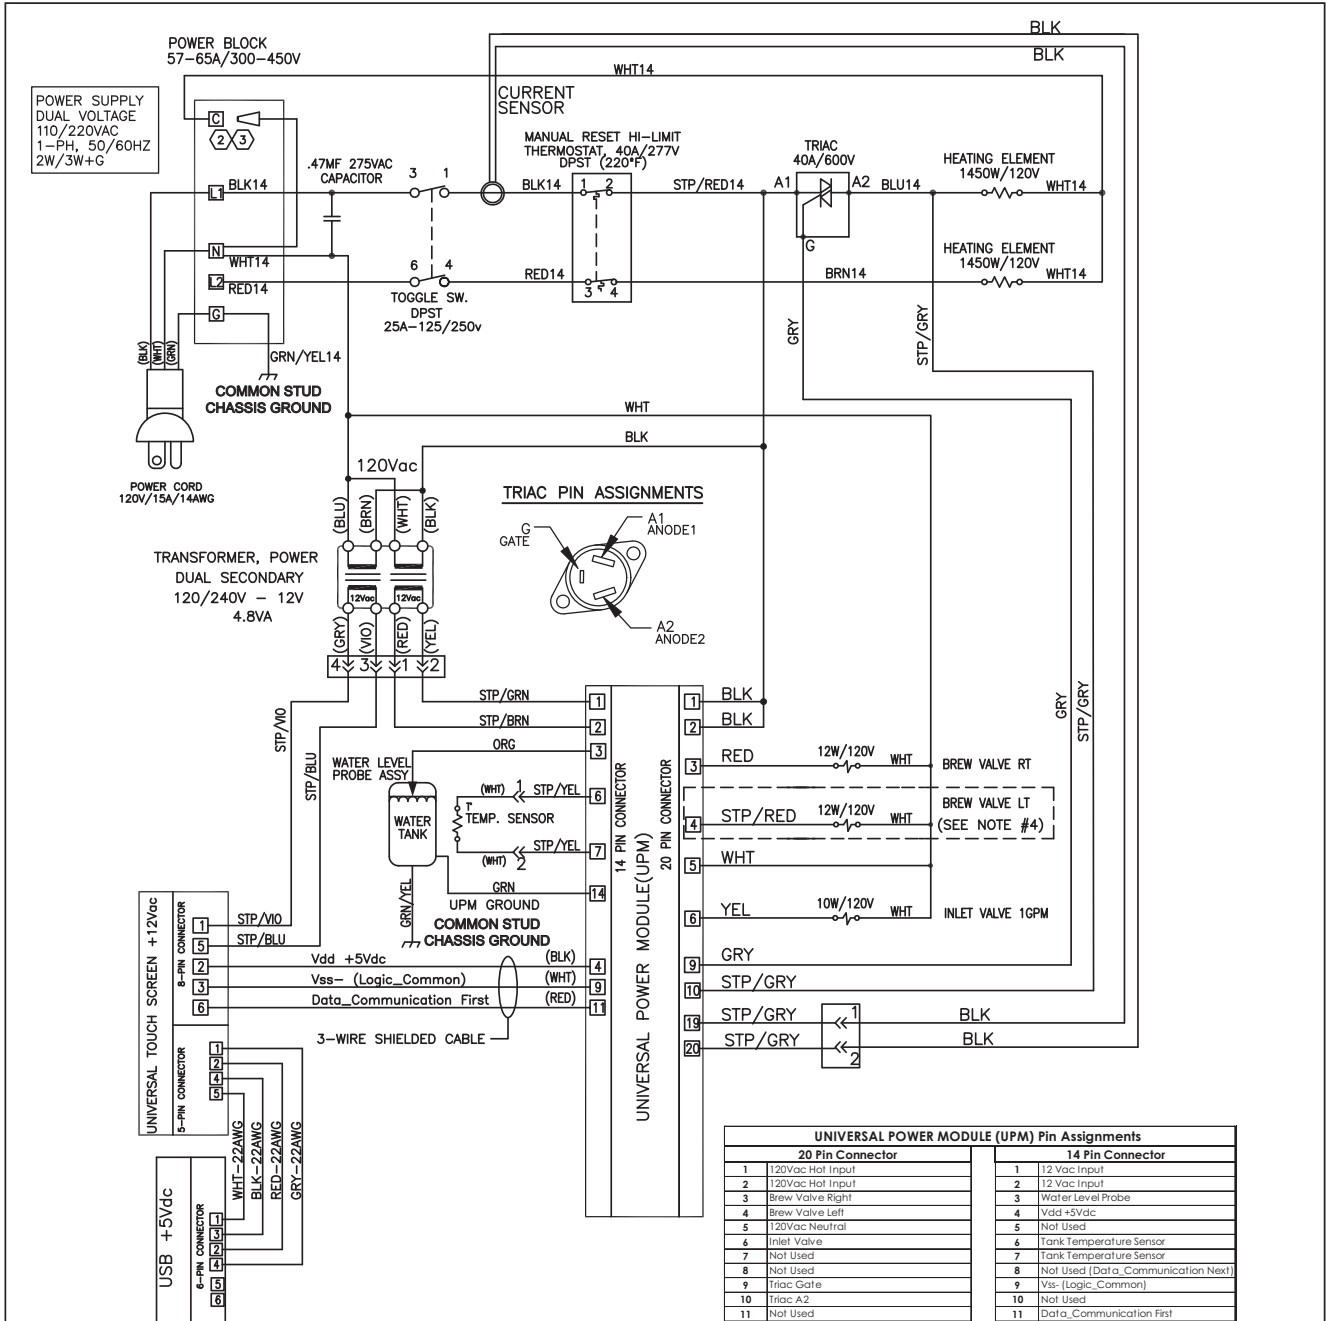 BLK
BLK
POWER BLOCK
57-65A/300-450V
WHT14
POWER SUPPLY
DUAL VOLTAGE
110/220VAC
1-PH, 50/60HZ
2W/3W+G
CURRENT
SENSOR
C
2 3
MANUAL RESET HI-LIMIT
THERMOSTAT, 40A/277V
DPST (220°F)
TRIAC
40A/600V
.47MF 275VAC
CAPACITOR
HEATING ELEMENT
1450W/120V
L1
BLK14
3 1
BLK14
1 2
STP/RED14
A1
A2
BLU14
WHT14
G
N
WHT14
HEATING ELEMENT
1450W/120V
L2
RED14
6 4
RED14
3 4
BRN14
WHT14
TOGGLE SW.
DPST
25A-125/250v
G
(BLK)
(WHT)
(GRN)
GRN/YEL14
GRY
STP/GRY
COMMON STUD
CHASSIS GROUND
WHT
BLK
120Vac
POWER CORD
120V/15A/14AWG
(BLU)
(BRN)
(WHT)
(BLK)
TRIAC PIN ASSIGNMENTS
G
GATE
A1
ANODE1
A2
ANODE2
TRANSFORMER, POWER
DUAL SECONDARY
120/240V - 12V
4.8VA
12Vac
12Vac
(GRY)
(VIO)
(RED)
(YEL)
4 3 1 2
STP/VIO
STP/BLU
GRY
STP/GRY
STP/GRN
1
STP/BRN
2
ORG
3
WATER LEVEL
PROBE ASSY
WATER
TANK
(WHT)
1
STP/YEL
6
T°
TEMP. SENSOR
(WHT)
2
STP/YEL
7
GRN
14
UPM GROUND
GRN/YEL
COMMON STUD
CHASSIS GROUND
14 PIN CONNECTOR
UNIVERSAL POWER MODULE(UPM)
20 PIN CONNECTOR
1
BLK
2
BLK
3
RED
12W/120V
WHT
BREW VALVE RT
4
STP/RED
12W/120V
WHT
BREW VALVE LT
(SEE NOTE #4)
5
WHT
6
YEL
10W/120V
WHT
INLET VALVE 1GPM
9
GRY
10
STP/GRY
19
STP/GRY
1
BLK
20
STP/GRY
2
BLK
UNIVERSAL TOUCH SCREEN +12Vac
8-PIN CONNECTOR
1
STP/VIO
5
STP/BLU
2
Vdd +5Vdc
(BLK)
4
3
Vss- (Logic_Common)
(WHT)
9
6
Data_Communication First
(RED)
11
3-WIRE SHIELDED CABLE
5-PIN CONNECTOR
1
2
4
5
WHT-22AWG
BLK-22AWG
RED-22AWG
GRY-22AWG
USB +5Vdc
6-PIN CONNECTOR
1
3
2
4
5
6
UNIVERSAL POWER MODULE (UPM) Pin Assignments
20 Pin Connector
14 Pin Connector
1 120Vac Hot Input
1 12 Vac Input
2 120Vac Hot Input
2 12 Vac Input
3 Brew Valve Right
3 Water Level Probe
4 Brew Valve Left
4 Vdd +5Vdc
5 120Vac Neutral
5 Not Used
6 Inlet Valve
6 Tank Temperature Sensor
7 Not Used
7 Tank Temperature Sensor
8 Not Used
8 Not Used (Data_Communication Next)
9 Triac Gate
9 Vss- (Logic_Common)
10 Triac A2
10 Not Used
11 Not Used
11 Data_Communication First